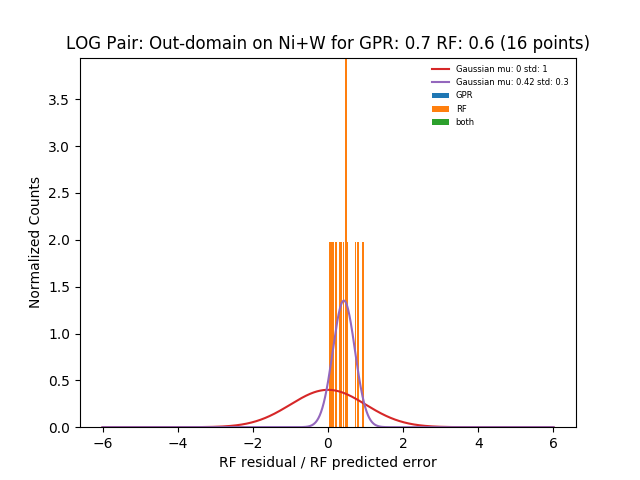 LOG Pair: Out-domain on Ni+W for GPR: 0.7 RF: 0.6 (16 points)
Gaussian mu: 0 std: 1
Gaussian mu: 0.42 std: 0.3
GPR
RF
both
Normalized Counts
3.5
3.0
2.5
2.0
1.5
1.0
0.5
0.0
−6 −4 −2 0 2 4 6
RF residual / RF predicted error